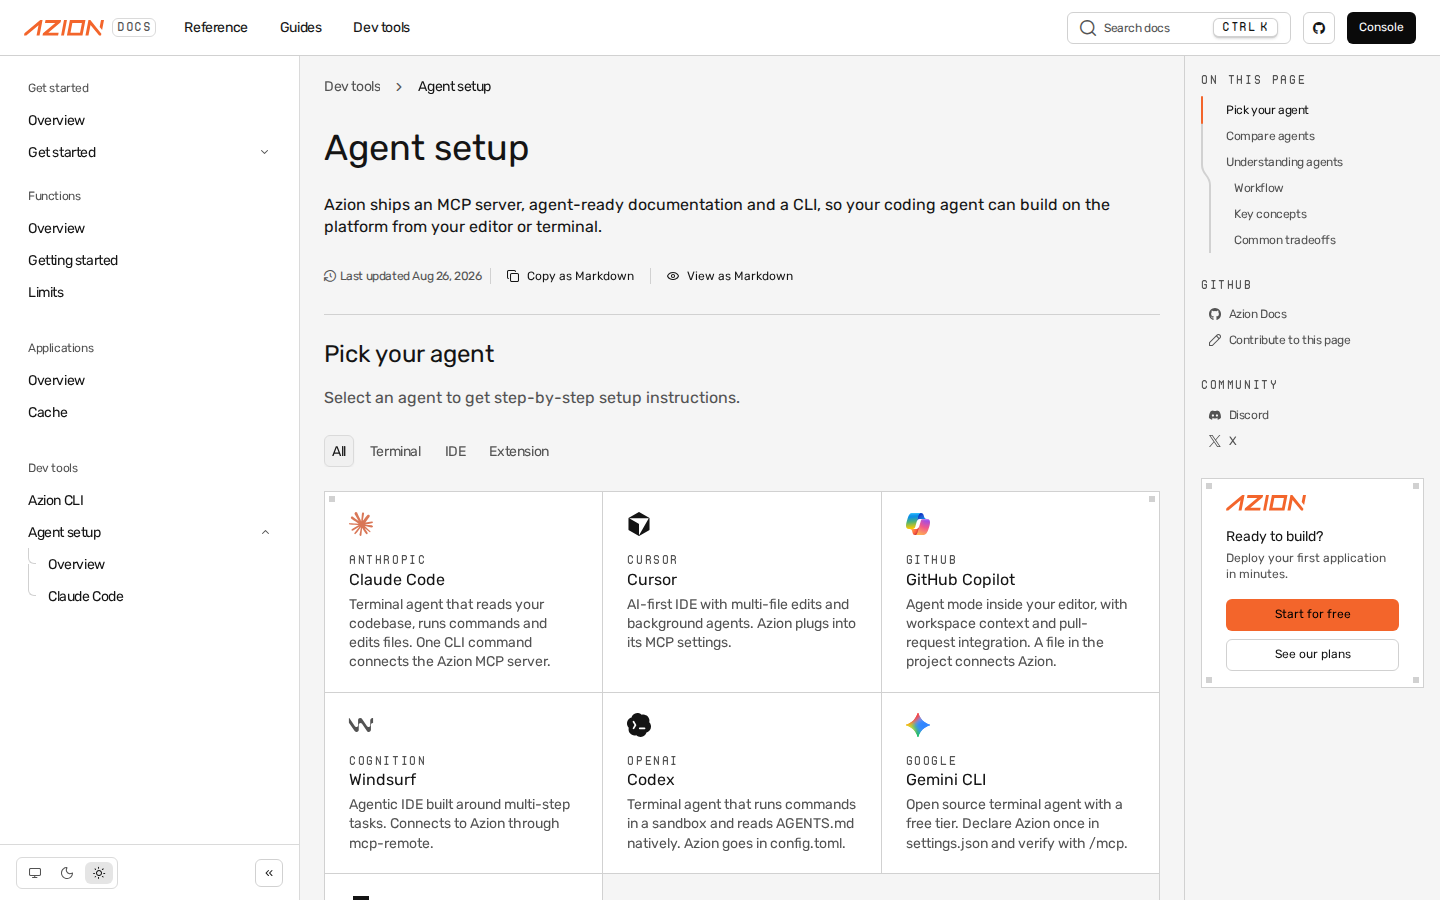 AZION DOCS Reference Guides Dev tools Search docs CTRL K Console
Get started
Overview
Get started
Functions
Overview
Getting started
Limits
Applications
Overview
Cache
Dev tools
Azion CLI
Agent setup
Overview
Claude Code
Dev tools > Agent setup
Agent setup
Azion ships an MCP server, agent-ready documentation and a CLI, so your coding agent can build on the
platform from your editor or terminal.
Last updated Aug 26, 2026 Copy as Markdown View as Markdown
Pick your agent
Select an agent to get step-by-step setup instructions.
All Terminal IDE Extension
ANTHROPIC
Claude Code
Terminal agent that reads your
codebase, runs commands and
edits files. One CLI command
connects the Azion MCP server.
CURSOR
Cursor
AI-first IDE with multi-file edits and
background agents. Azion plugs into
its MCP settings.
GITHUB
GitHub Copilot
Agent mode inside your editor, with
workspace context and pull-
request integration. A file in the
project connects Azion.
COGNITION
Windsurf
Agentic IDE built around multi-step
tasks. Connects to Azion through
mcp-remote.
OPENAI
Codex
Terminal agent that runs commands
in a sandbox and reads AGENTS.md
natively. Azion goes in config.toml.
GOOGLE
Gemini CLI
Open source terminal agent with a
free tier. Declare Azion once in
settings.json and verify with /mcp.
ON THIS PAGE
Pick your agent
Compare agents
Understanding agents
Workflow
Key concepts
Common tradeoffs
GITHUB
Azion Docs
Contribute to this page
COMMUNITY
Discord
X
AZION
Ready to build?
Deploy your first application
in minutes.
Start for free
See our plans